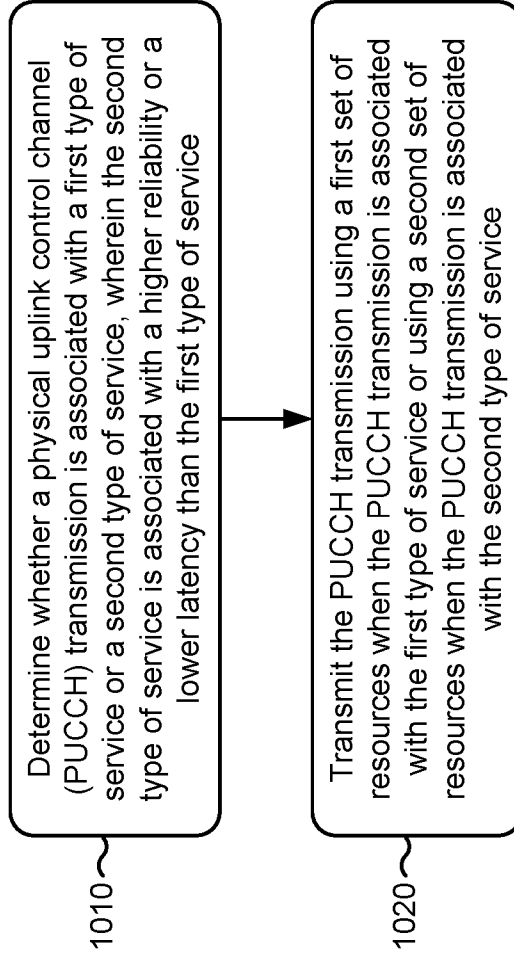 1010
Determine whether a physical uplink control channel
(PUCCH) transmission is associated with a first type of
service or a second type of service, wherein the second
type of service is associated with a higher reliability or a
lower latency than the first type of service
1020
Transmit the PUCCH transmission using a first set of
resources when the PUCCH transmission is associated
with the first type of service or using a second set of
resources when the PUCCH transmission is associated
with the second type of service